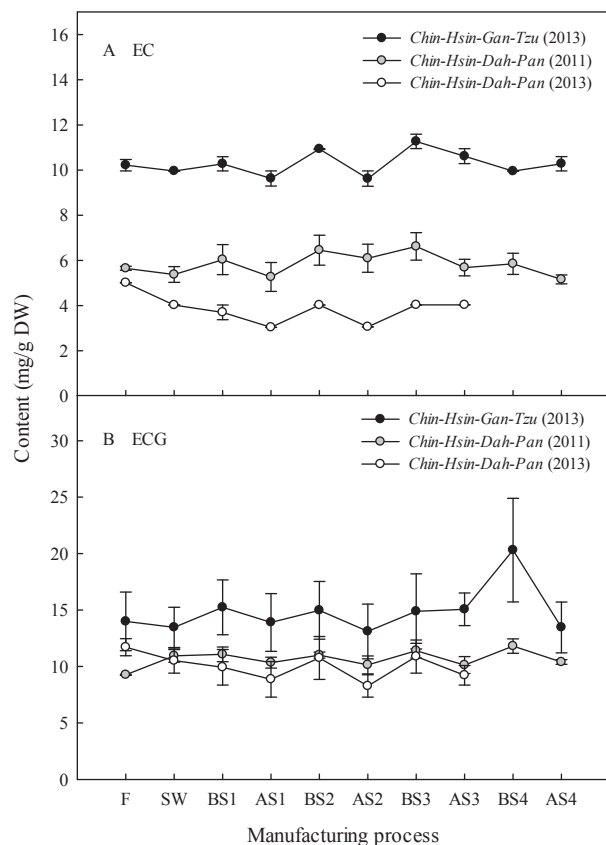 16
A EC
Chin-Hsin-Gan-Tzu (2013)
Chin-Hsin-Dah-Pan (2011)
Chin-Hsin-Dah-Pan (2013)
14
12
10
8
6
4
2
0
Content (mg/g DW)
B ECG
Chin-Hsin-Gan-Tzu (2013)
Chin-Hsin-Dah-Pan (2011)
Chin-Hsin-Dah-Pan (2013)
30
25
20
15
10
5
0
F SW BS1 AS1 BS2 AS2 BS3 AS3 BS4 AS4
Manufacturing process